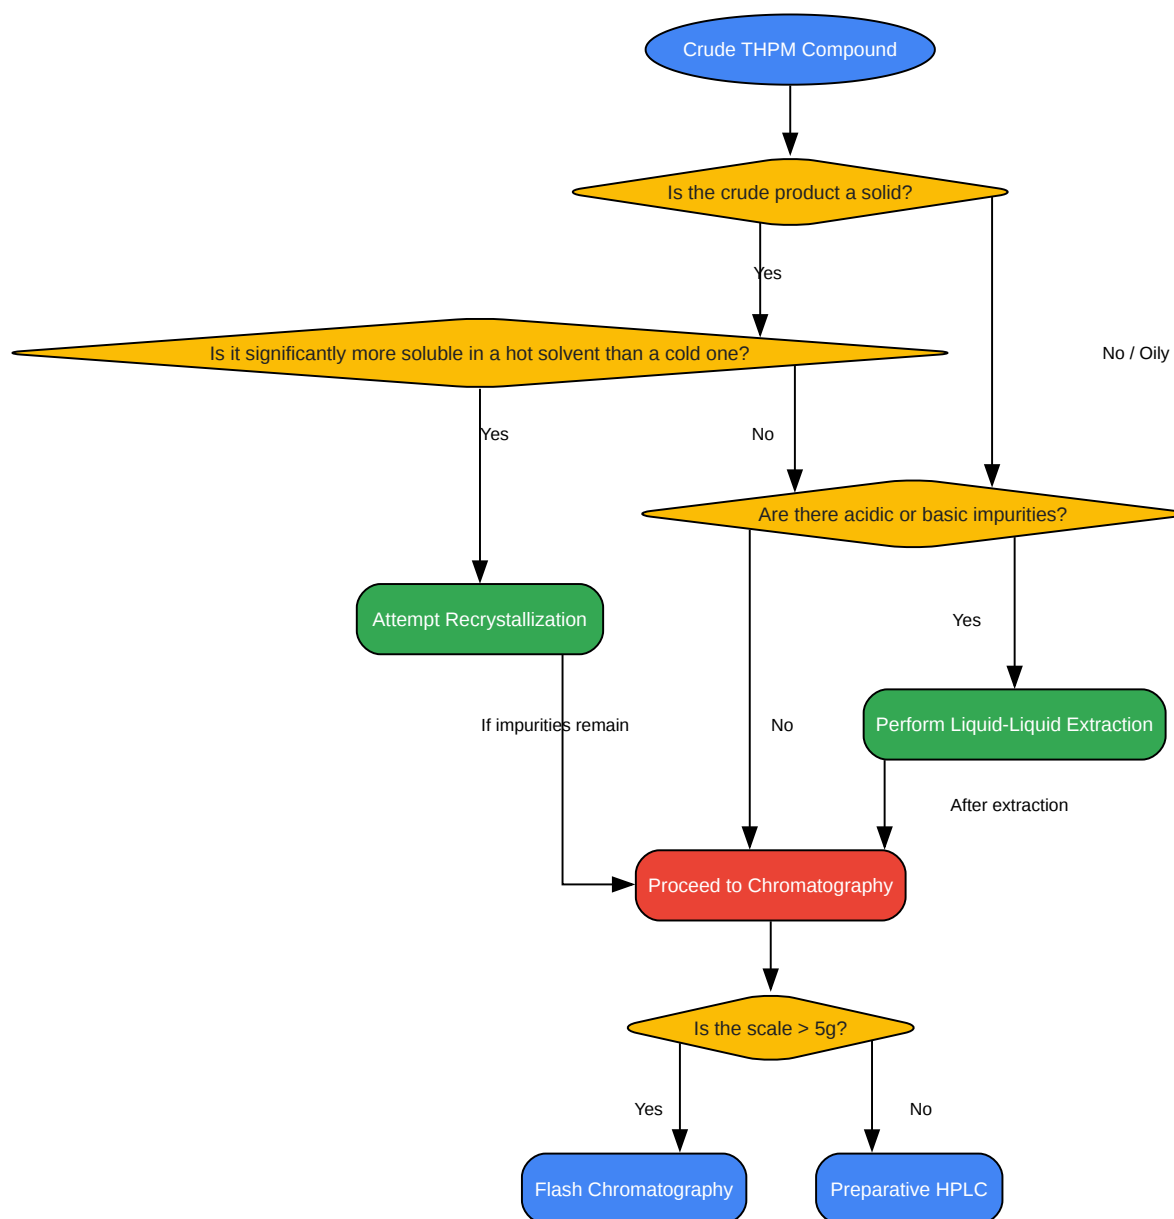 Crude THPM Compound
Is the crude product a solid?
Yes
Is it significantly more soluble in a hot solvent than a cold one?
No / Oily
Yes
No
Are there acidic or basic impurities?
Attempt Recrystallization
Yes
If impurities remain
No
Perform Liquid-Liquid Extraction
After extraction
Proceed to Chromatography
Is the scale > 5g?
Yes
No
Flash Chromatography
Preparative HPLC